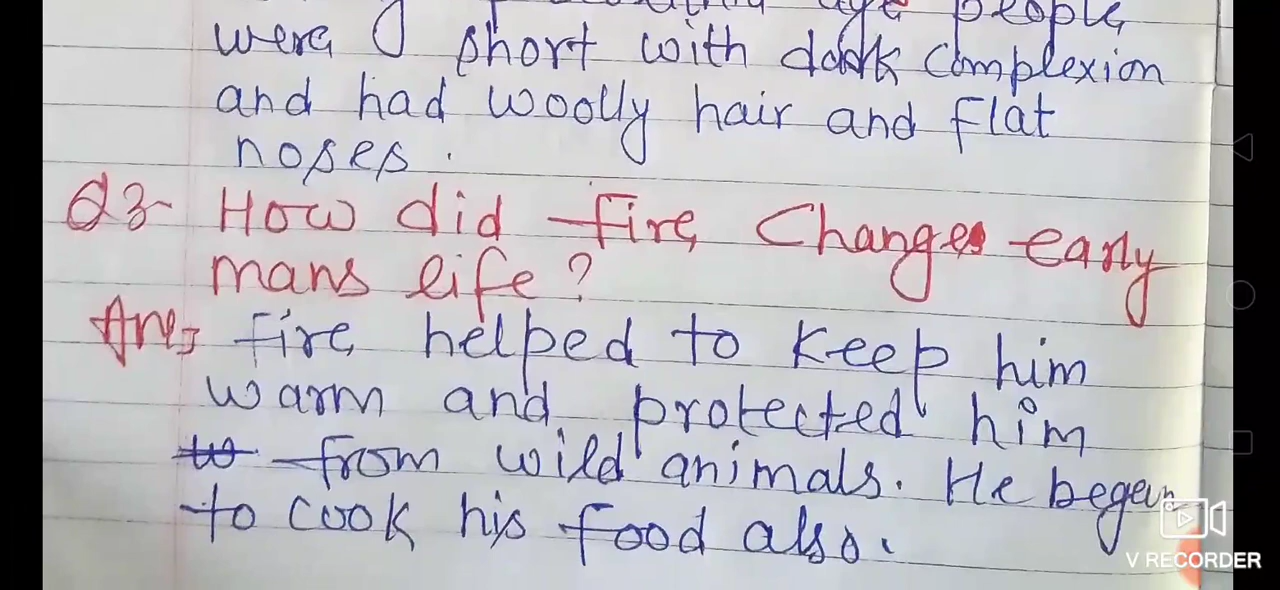 people
were short with dark complexion
and had woolly hair and flat
noses.
Q3- How did fire Changes early
mans life?
Ans- fire helped to keep him
warm and protected him
from wild animals. He began
to cook his food also.
V RECORDER